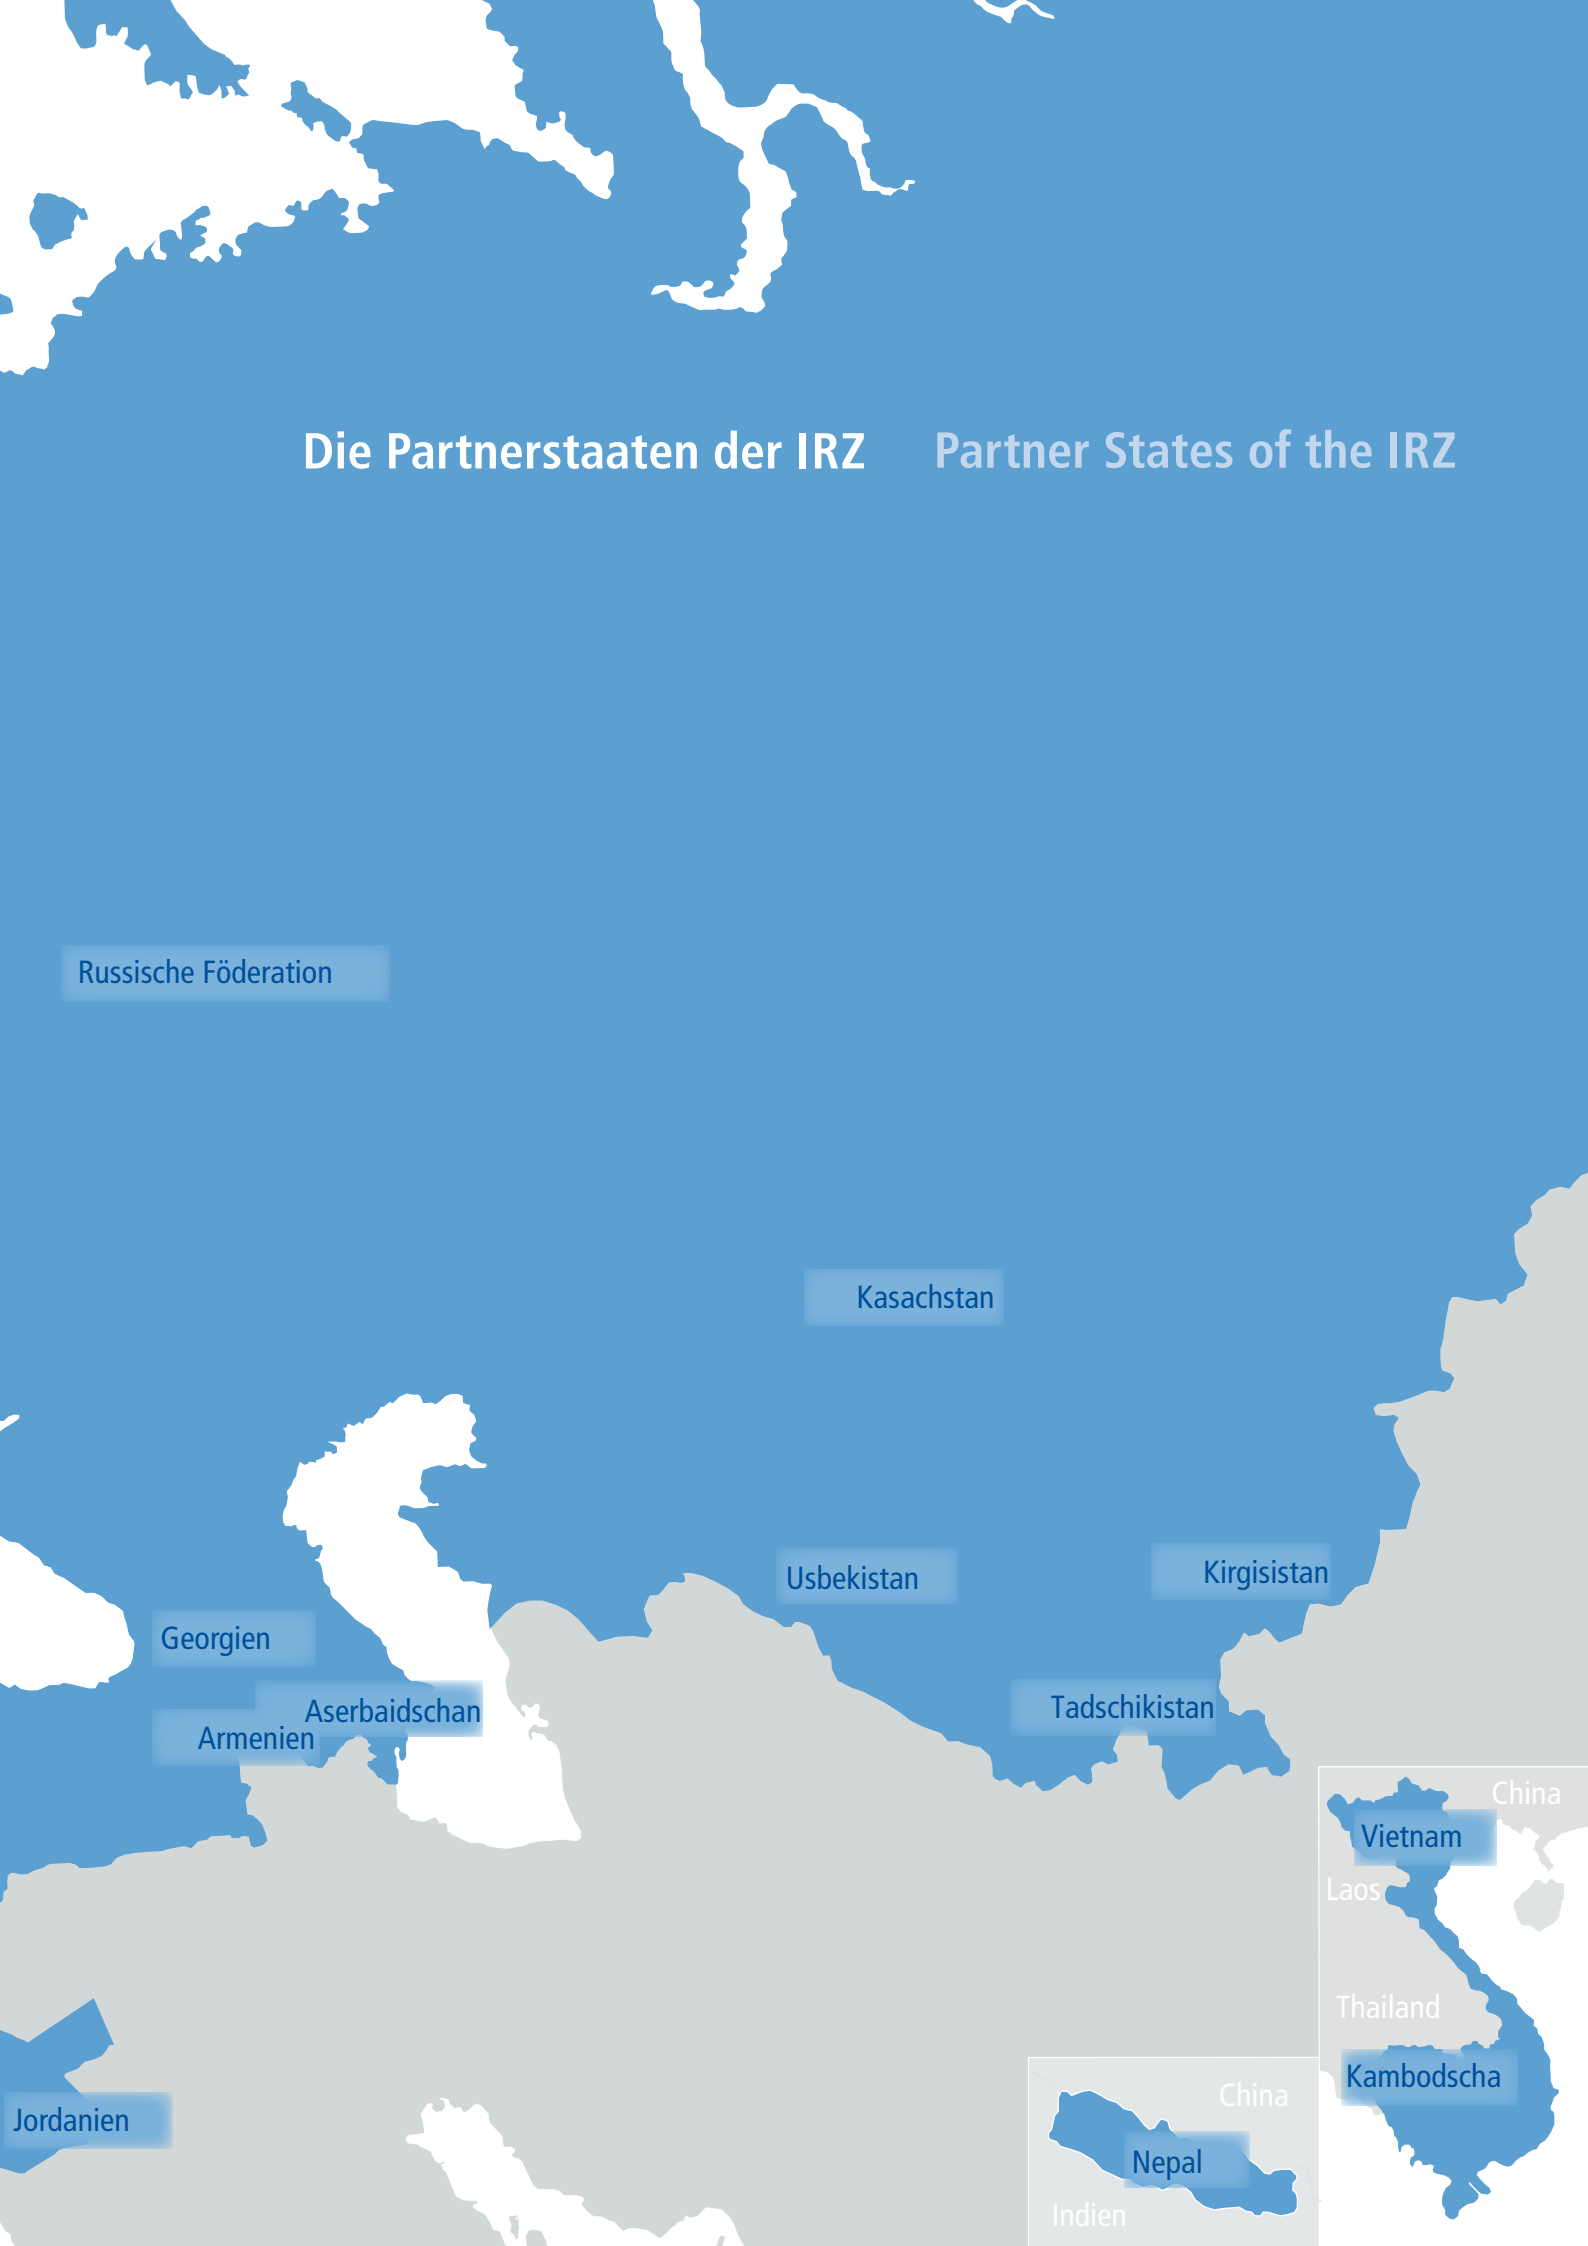 Die Partnerstaaten der IRZ
Partner States of the IRZ
Russische Föderation
Kasachstan
Usbekistan
Kirgisistan
Georgien
Aserbaidschan
Tadschikistan
Armenien
China
Vietnam
Laos
Thailand
Kambodscha
China
Jordanien
Nepal
Indien